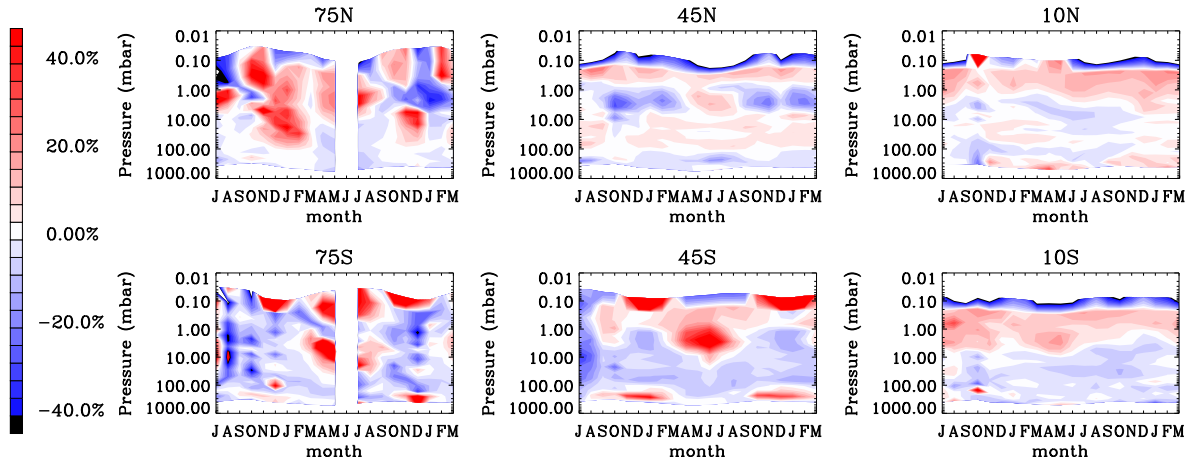 40.0%
20.0%
0.00%
−20.0%
−40.0%
75N
Pressure (mbar)
0.01
0.10
1.00
10.00
100.00
1000.00
J A S O N D J F M A M J J A S O N D J F M
month
45N
Pressure (mbar)
0.01
0.10
1.00
10.00
100.00
1000.00
J A S O N D J F M A M J J A S O N D J F M
month
10N
Pressure (mbar)
0.01
0.10
1.00
10.00
100.00
1000.00
J A S O N D J F M A M J J A S O N D J F M
month
75S
Pressure (mbar)
0.01
0.10
1.00
10.00
100.00
1000.00
J A S O N D J F M A M J J A S O N D J F M
month
45S
Pressure (mbar)
0.01
0.10
1.00
10.00
100.00
1000.00
J A S O N D J F M A M J J A S O N D J F M
month
10S
Pressure (mbar)
0.01
0.10
1.00
10.00
100.00
1000.00
J A S O N D J F M A M J J A S O N D J F M
month